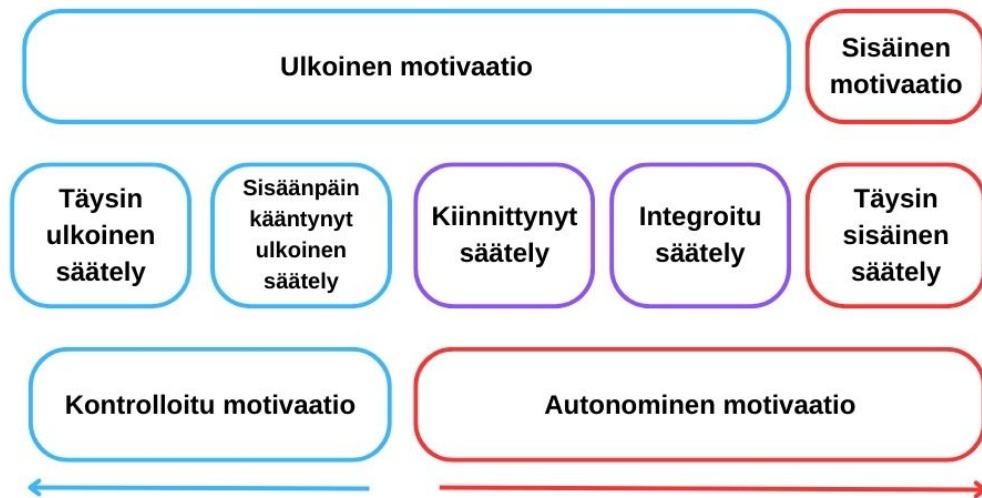 Ulkoinen motivaatio
Sisäinen
motivaatio
Täysin
ulkoinen
säätely
Sisäänpäin
kääntynyt
ulkoinen
säätely
Kiinnittynyt
säätely
Integroitu
säätely
Täysin
sisäinen
säätely
Kontrolloitu motivaatio
Autonominen motivaatio